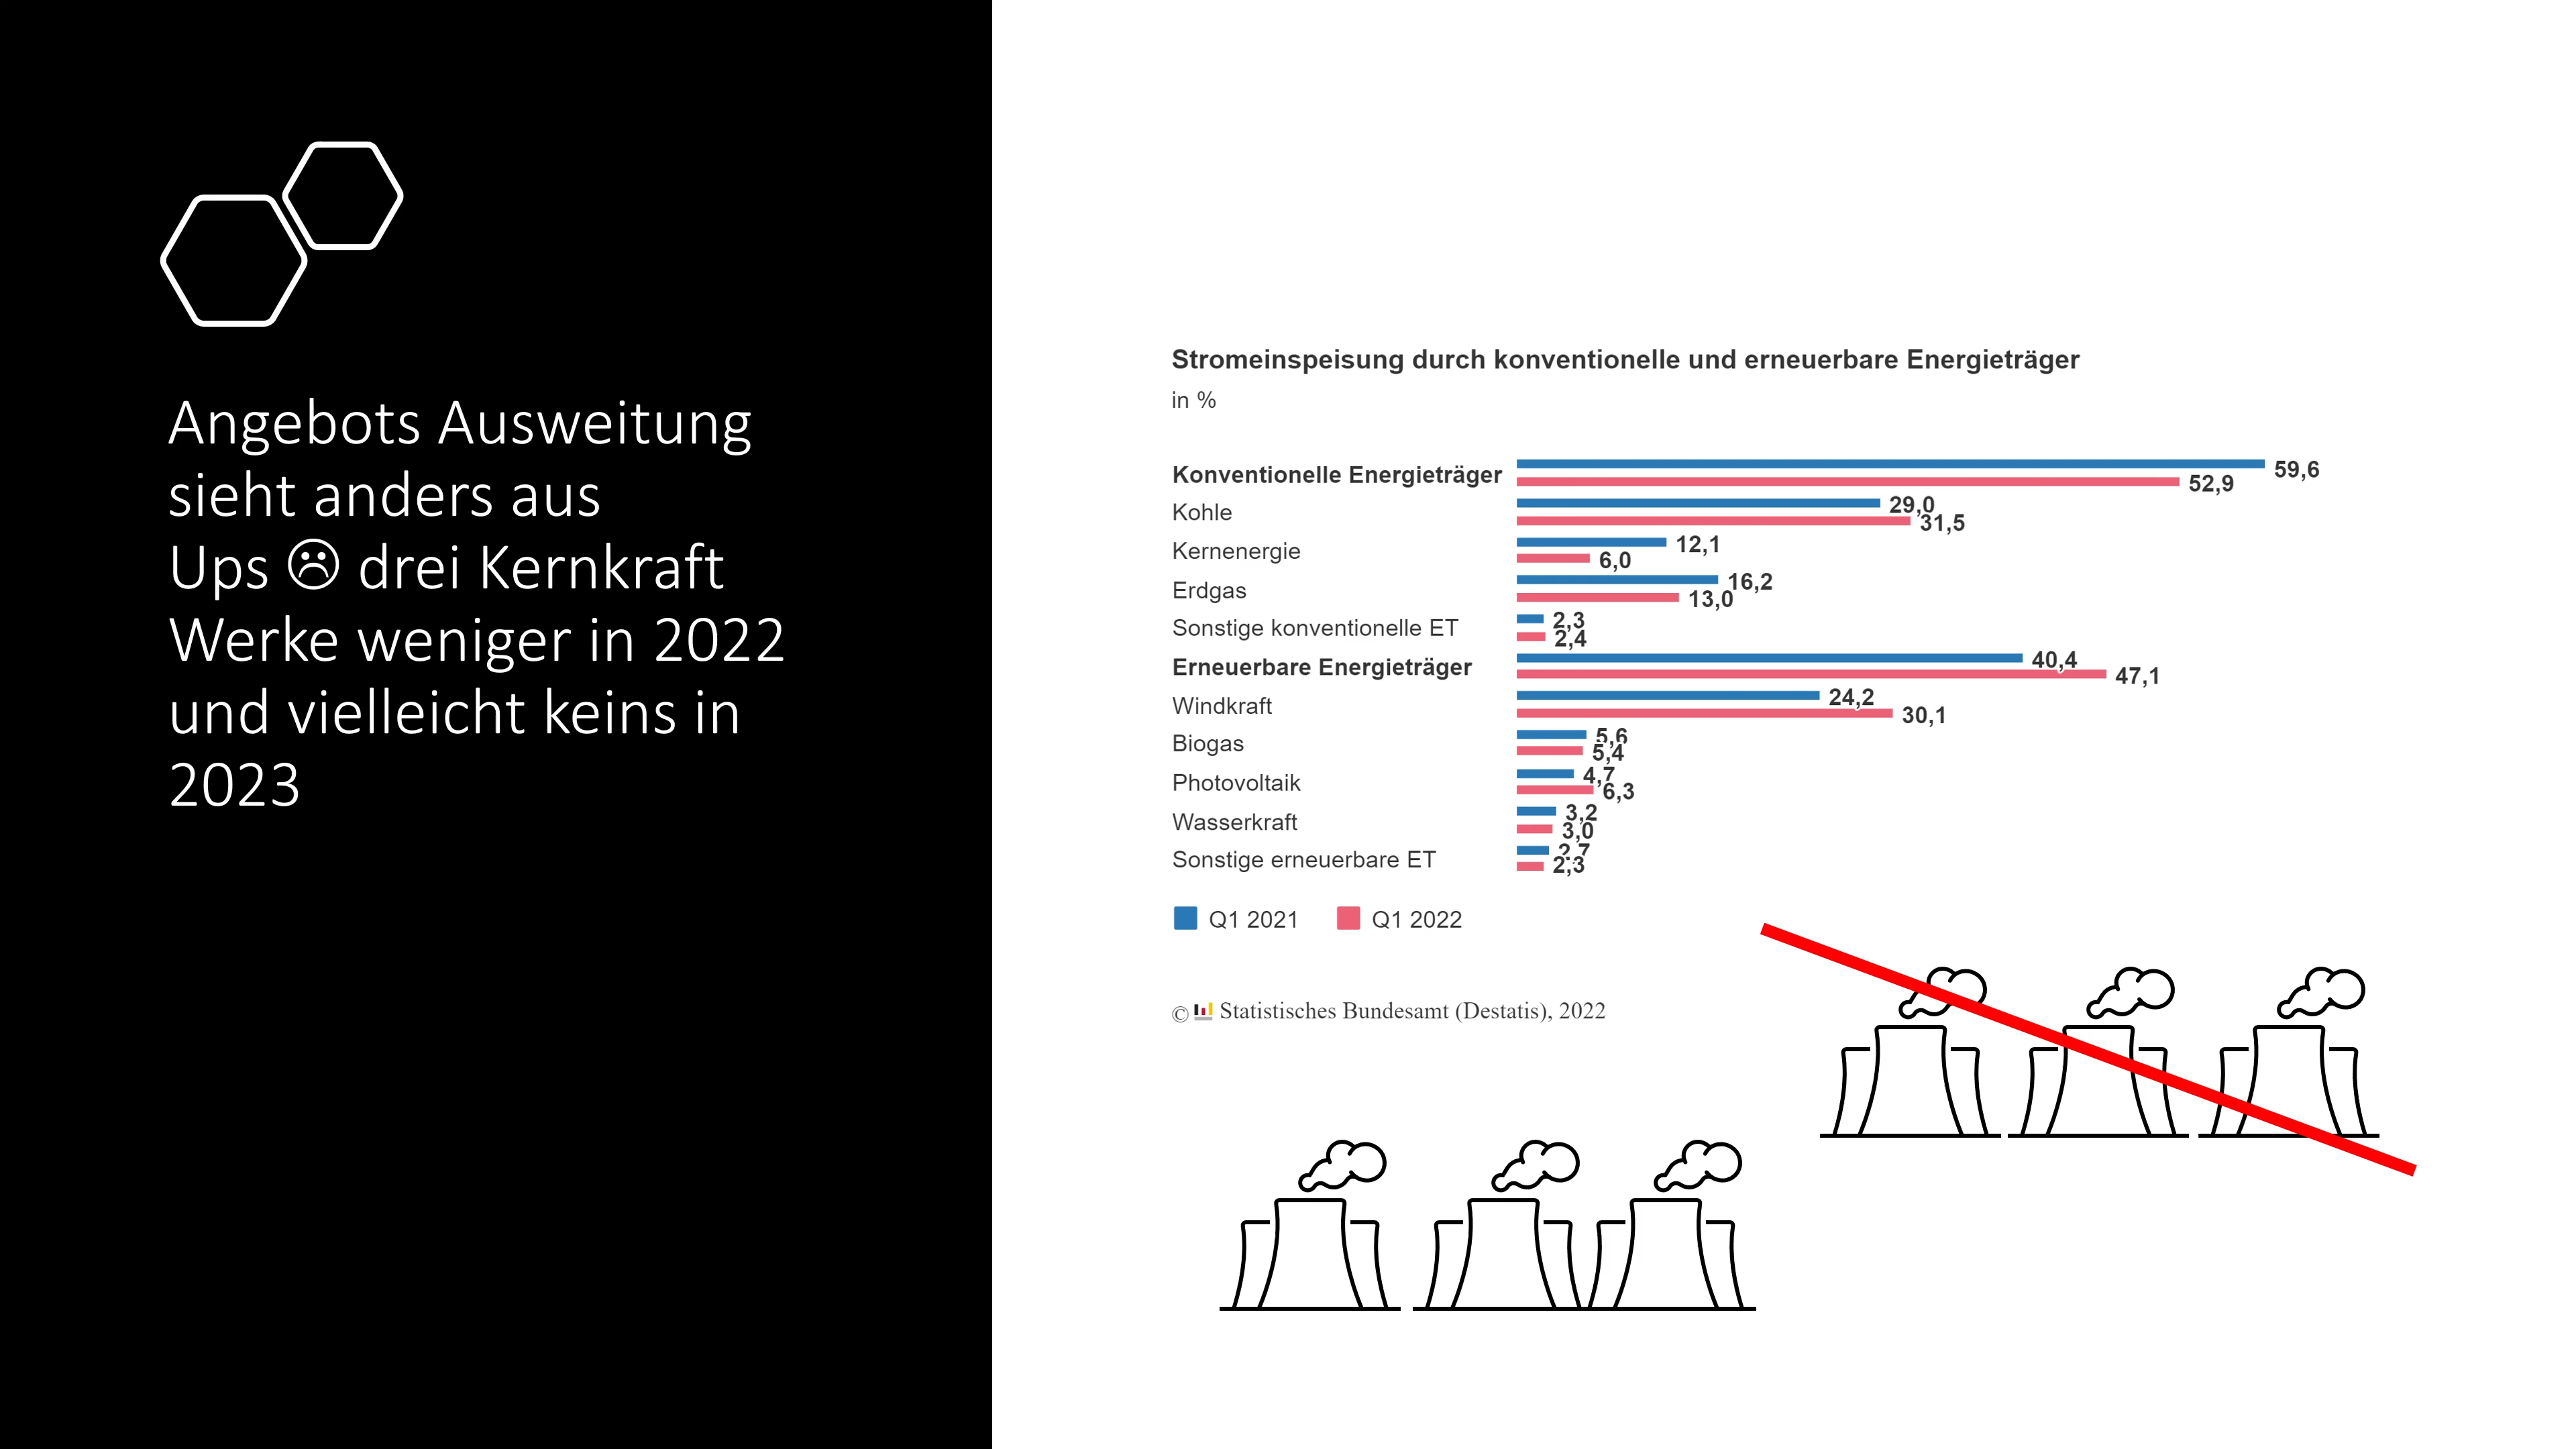 Angebots Ausweitung
sieht anders aus
Ups ☹ drei Kernkraft
Werke weniger in 2022
und vielleicht keins in
2023
Stromeinspeisung durch konventionelle und erneuerbare Energieträger
in %
Konventionelle Energieträger 59,6 52,9
Kohle 29,0 31,5
Kernenergie 12,1 6,0
Erdgas 16,2 13,0
Sonstige konventionelle ET 2,3 2,4
Erneuerbare Energieträger 40,4 47,1
Windkraft 24,2 30,1
Biogas 5,6 5,4
Photovoltaik 4,7 6,3
Wasserkraft 3,2 3,0
Sonstige erneuerbare ET 2,7 2,3
Q1 2021 Q1 2022
© Statistisches Bundesamt (Destatis), 2022